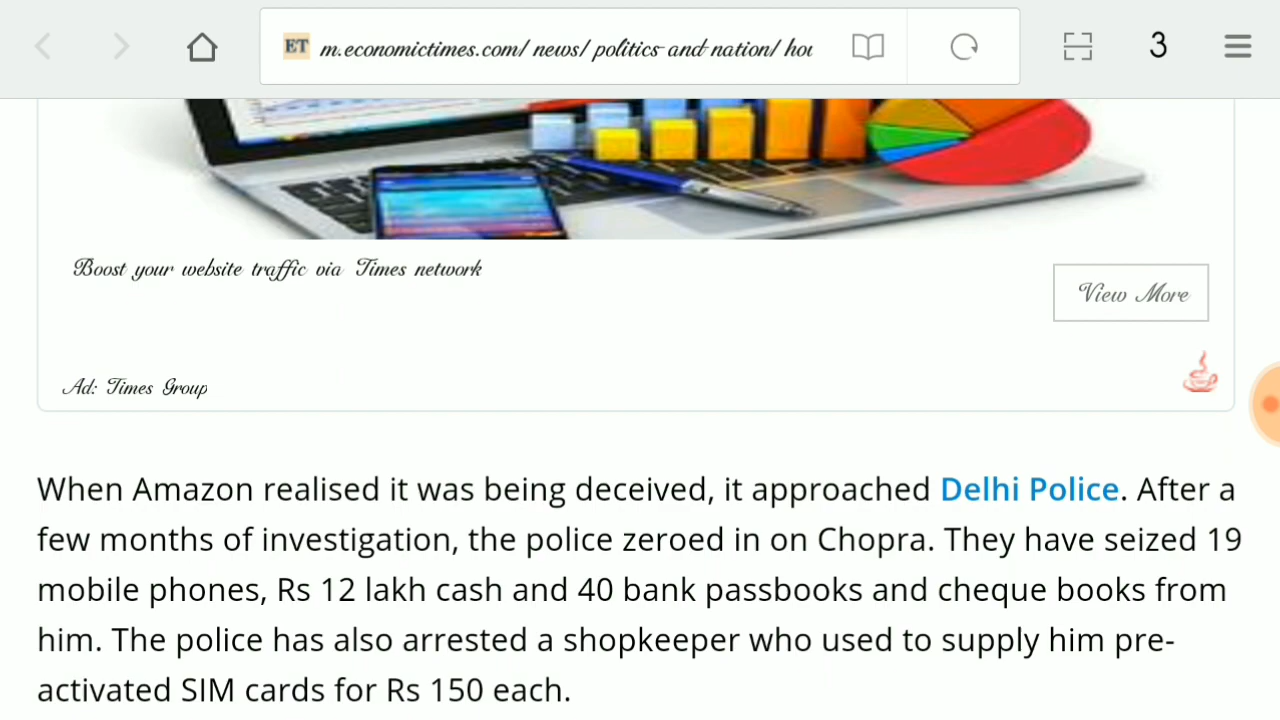 ET m.economictimes.com/news/politics-and-nation/hou
3
Boost your website traffic via Times network
View More
Ad: Times Group
When Amazon realised it was being deceived, it approached Delhi Police. After a
few months of investigation, the police zeroed in on Chopra. They have seized 19
mobile phones, Rs 12 lakh cash and 40 bank passbooks and cheque books from
him. The police has also arrested a shopkeeper who used to supply him pre-
activated SIM cards for Rs 150 each.